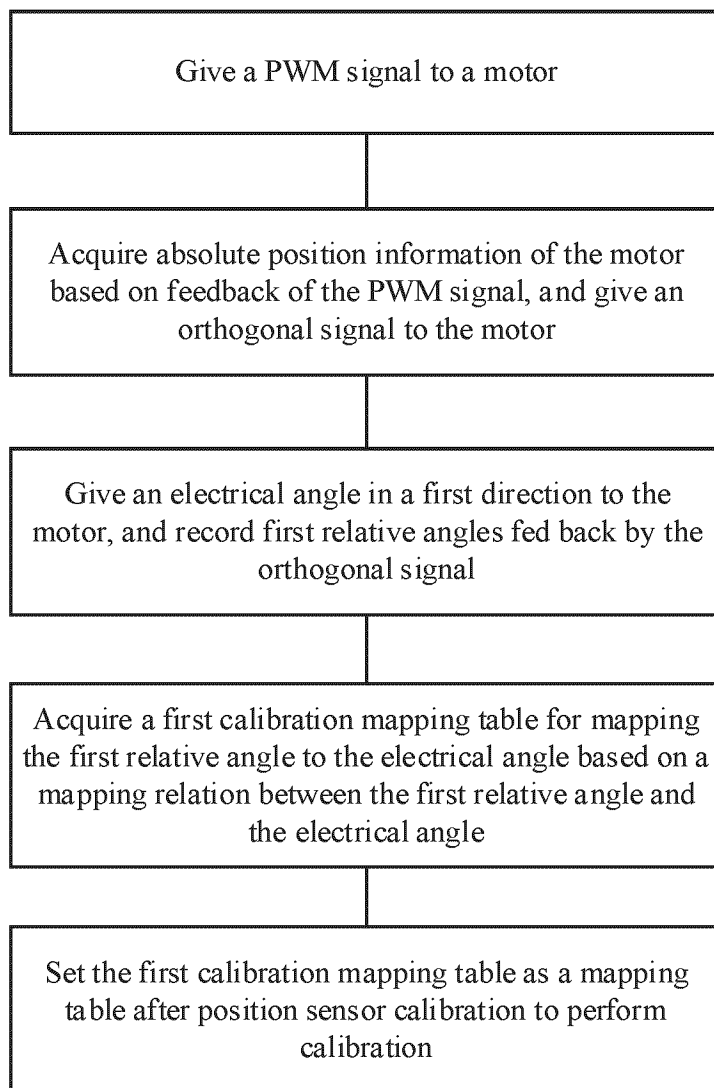 Give a PWM signal to a motor
Acquire absolute position information of the motor
based on feedback of the PWM signal, and give an
orthogonal signal to the motor
Give an electrical angle in a first direction to the
motor, and record first relative angles fed back by the
orthogonal signal
Acquire a first calibration mapping table for mapping
the first relative angle to the electrical angle based on a
mapping relation between the first relative angle and
the electrical angle
Set the first calibration mapping table as a mapping
table after position sensor calibration to perform
calibration